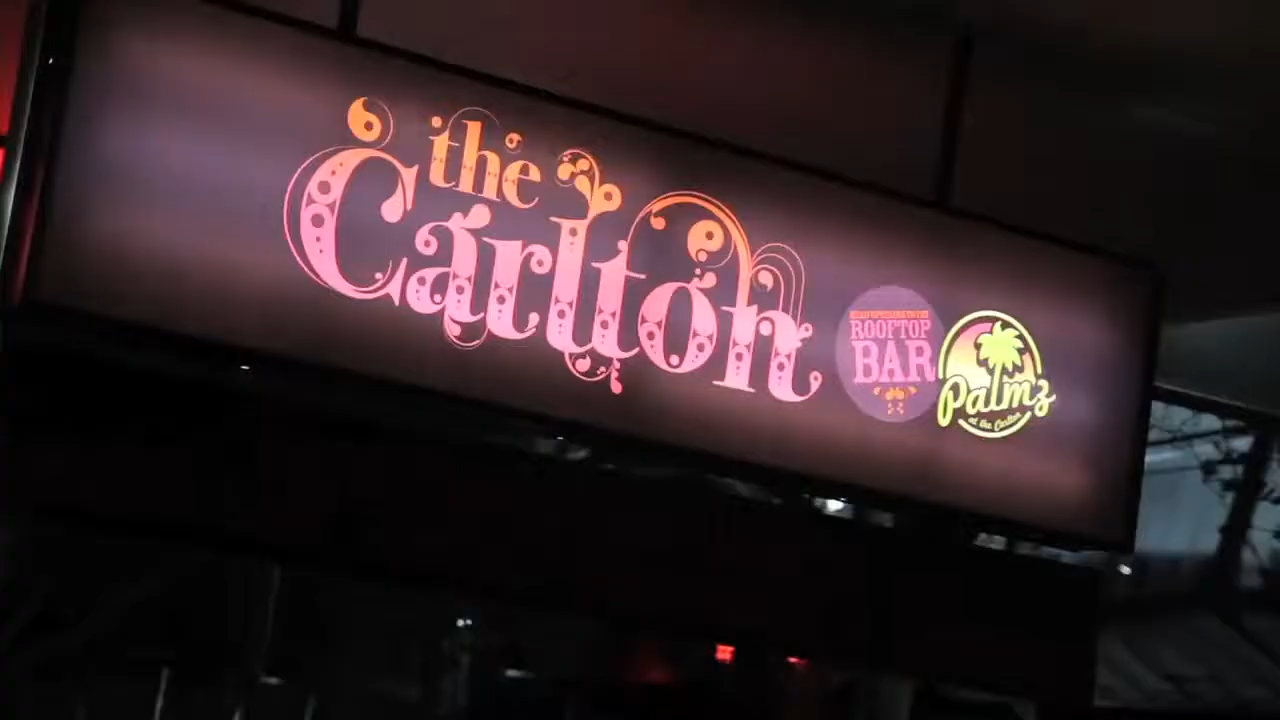 the
Carlton
ROOFTOP
BAR
Palmz
at the Carlton